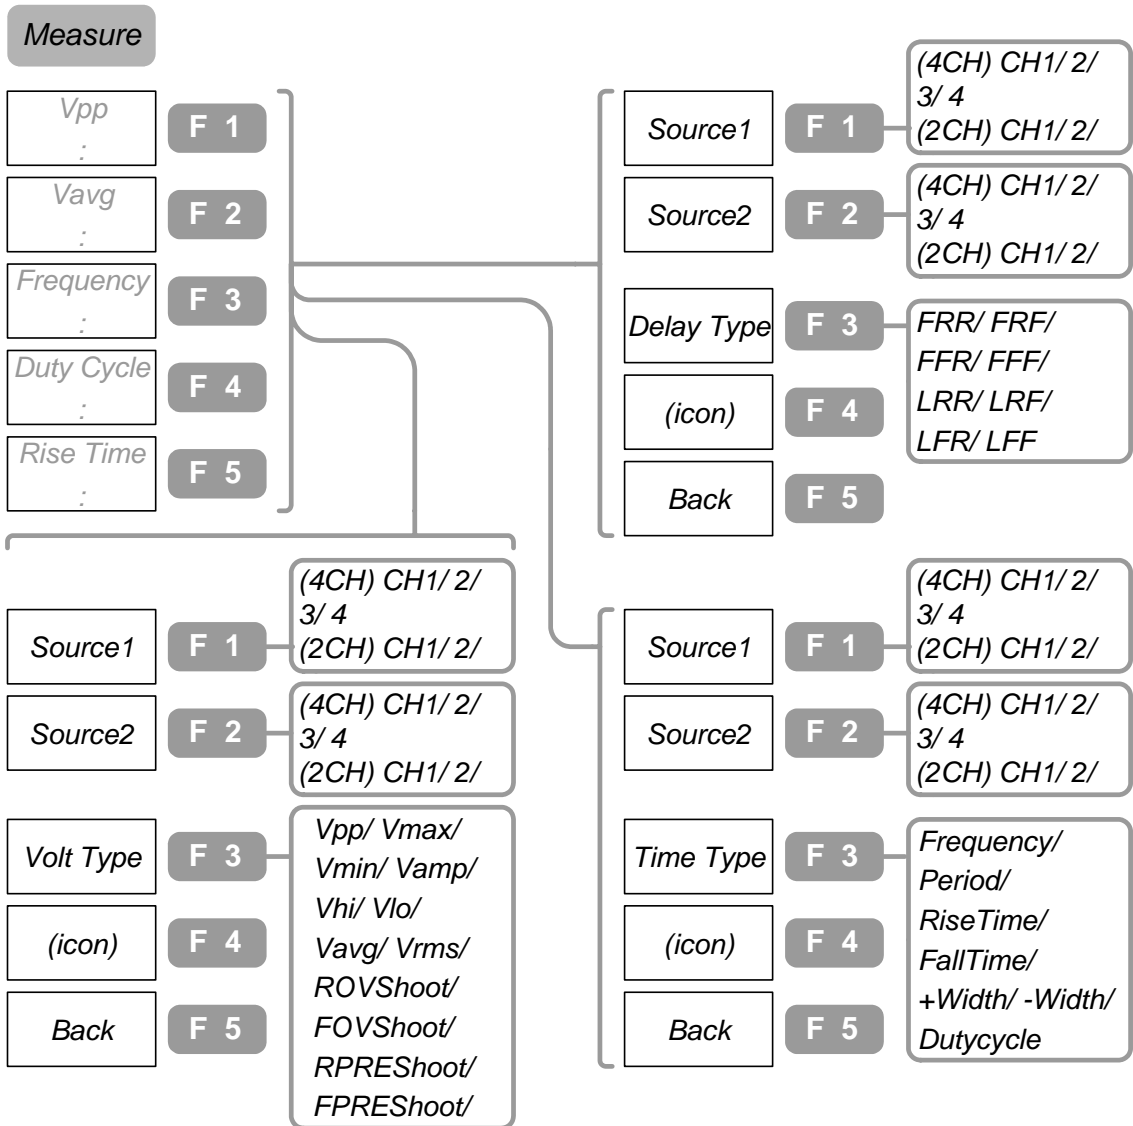 Measure
Vpp
:
F 1
Vavg
:
F 2
Frequency
:
F 3
Duty Cycle
:
F 4
Rise Time
:
F 5
Source1
F 1
(4CH) CH1/ 2/
3/ 4
(2CH) CH1/ 2/
Source2
F 2
(4CH) CH1/ 2/
3/ 4
(2CH) CH1/ 2/
Delay Type
F 3
FRR/ FRF/
FFR/ FFF/
LRR/ LRF/
LFR/ LFF
(icon)
F 4
Back
F 5
Source1
F 1
(4CH) CH1/ 2/
3/ 4
(2CH) CH1/ 2/
Source2
F 2
(4CH) CH1/ 2/
3/ 4
(2CH) CH1/ 2/
Volt Type
F 3
Vpp/ Vmax/
Vmin/ Vamp/
Vhi/ Vlo/
Vavg/ Vrms/
ROVShoot/
FOVShoot/
RPREShoot/
FPREShoot/
(icon)
F 4
Back
F 5
Source1
F 1
(4CH) CH1/ 2/
3/ 4
(2CH) CH1/ 2/
Source2
F 2
(4CH) CH1/ 2/
3/ 4
(2CH) CH1/ 2/
Time Type
F 3
Frequency/
Period/
RiseTime/
FallTime/
+Width/ -Width/
Dutycycle
(icon)
F 4
Back
F 5